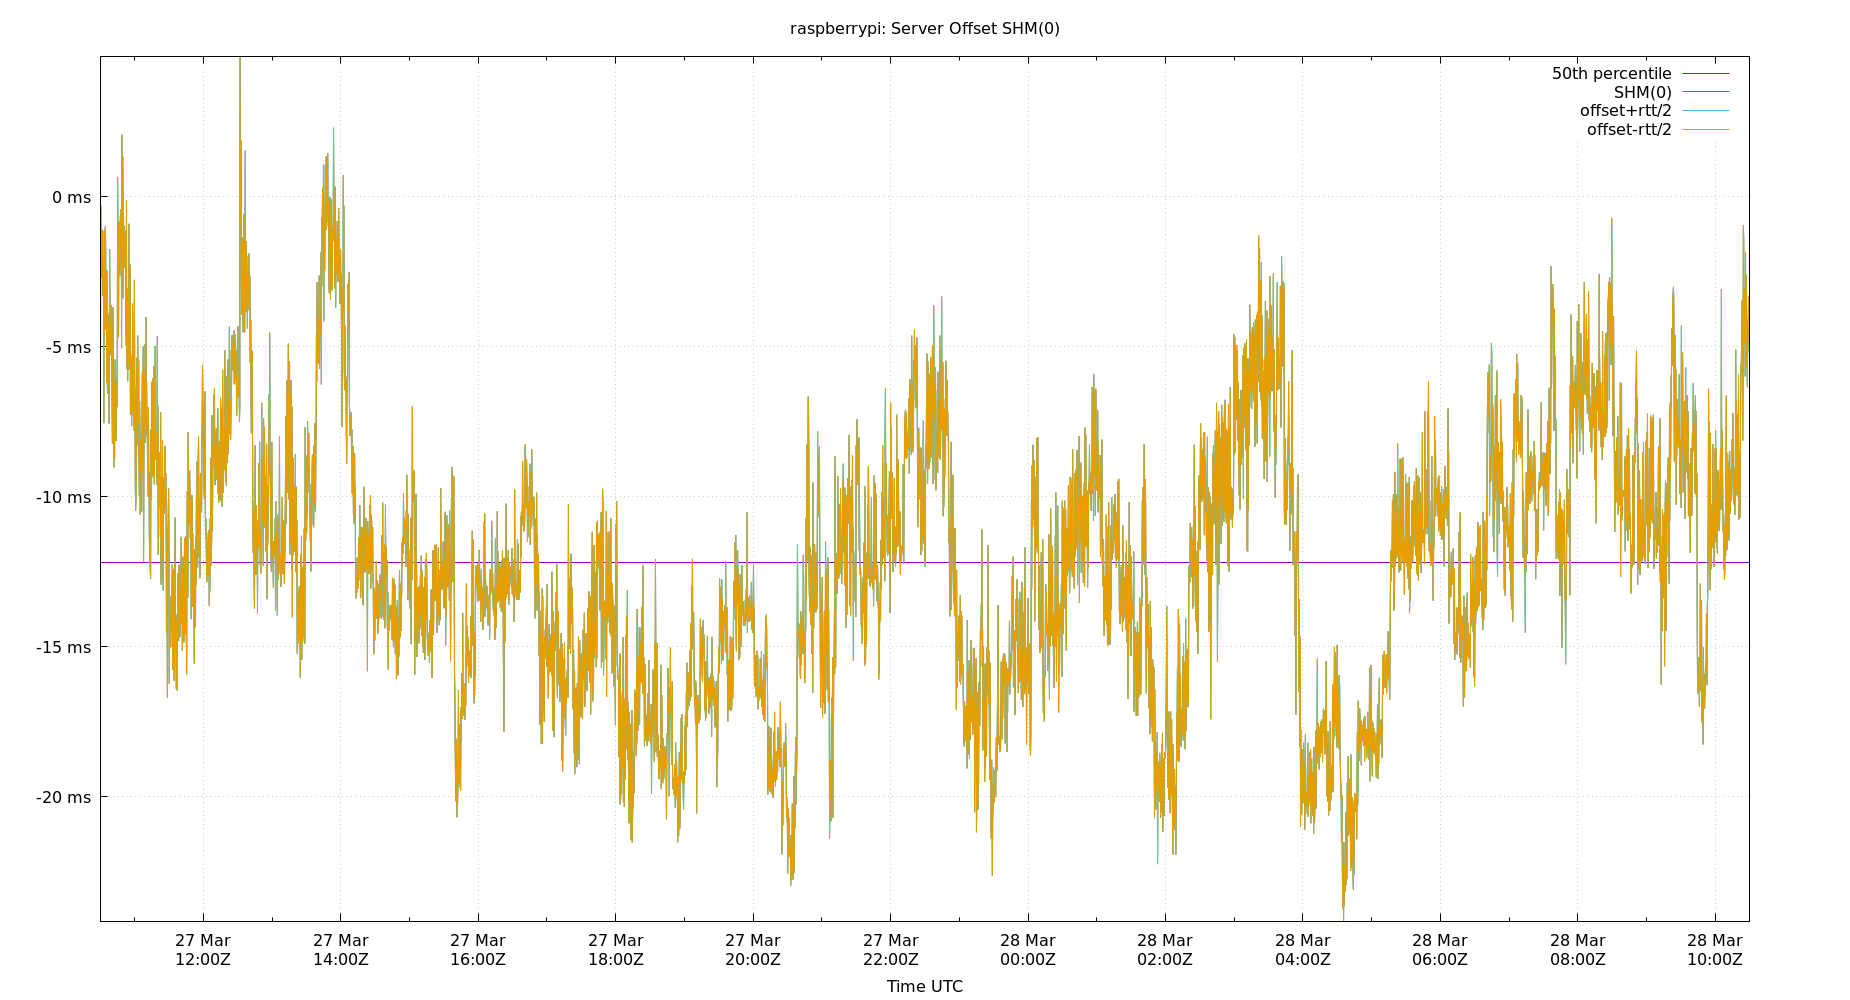 raspberrypi: Server Offset SHM(0)
50th percentile
SHM(0)
offset+rtt/2
offset-rtt/2
0 ms
-5 ms
-10 ms
-15 ms
-20 ms
27 Mar 27 Mar 27 Mar 27 Mar 27 Mar 27 Mar 28 Mar 28 Mar 28 Mar 28 Mar 28 Mar 28 Mar
12:00Z 14:00Z 16:00Z 18:00Z 20:00Z 22:00Z 00:00Z 02:00Z 04:00Z 06:00Z 08:00Z 10:00Z
Time UTC